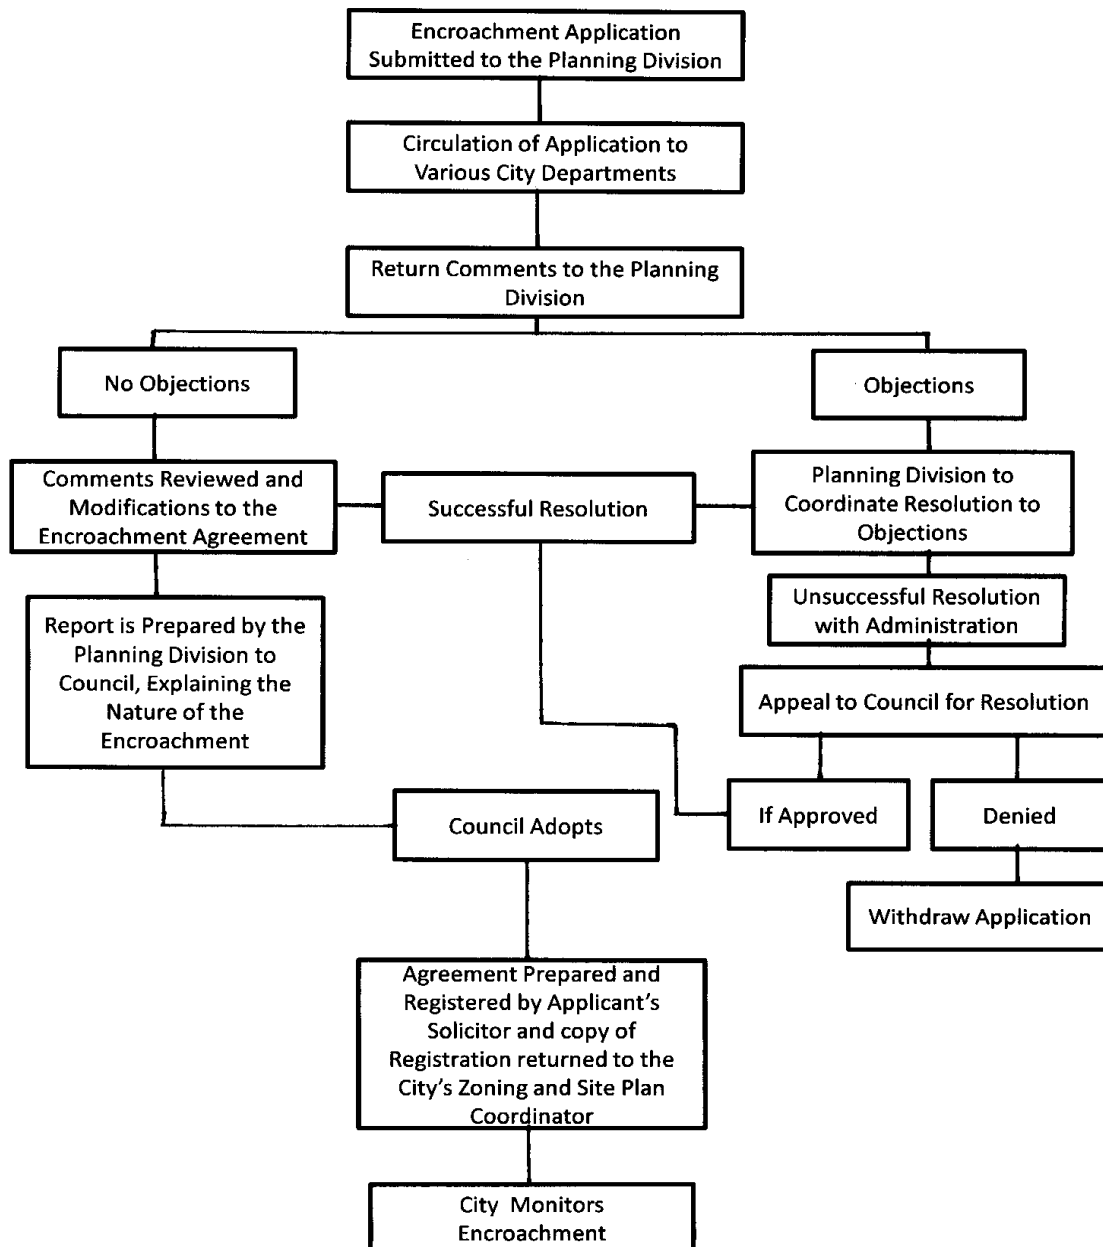 Encroachment Application
Submitted to the Planning Division
Circulation of Application to
Various City Departments
Return Comments to the Planning
Division
No Objections
Objections
Comments Reviewed and
Modifications to the
Encroachment Agreement
Successful Resolution
Planning Division to
Coordinate Resolution to
Objections
Unsuccessful Resolution
with Administration
Report is Prepared by the
Planning Division to
Council, Explaining the
Nature of the
Encroachment
Appeal to Council for Resolution
If Approved
Denied
Council Adopts
Withdraw Application
Agreement Prepared and
Registered by Applicant's
Solicitor and copy of
Registration returned to the
City's Zoning and Site Plan
Coordinator
City Monitors
Encroachment